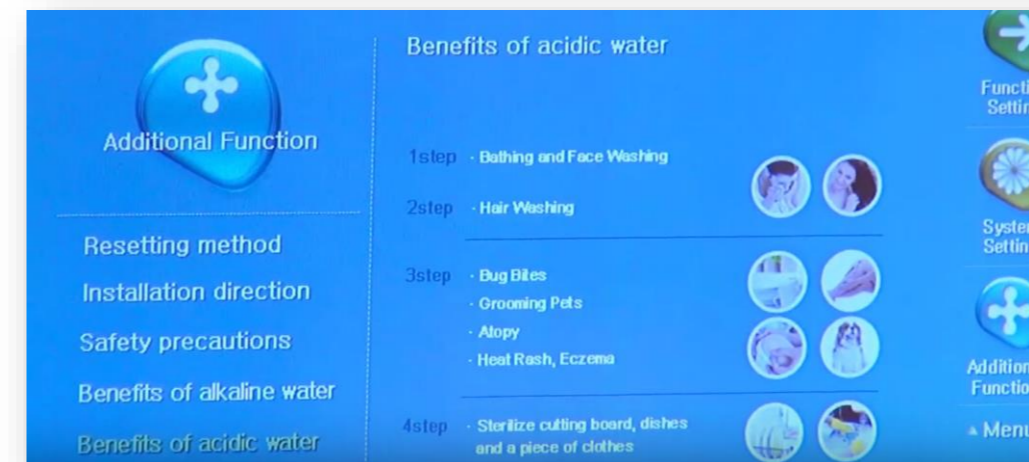 Additional Function
Resetting method
Installation direction
Safety precautions
Benefits of alkaline water
Benefits of acidic water
Benefits of acidic water
1step · Bathing and Face Washing
2step · Hair Washing
3step · Bug Bites
· Grooming Pets
· Atopy
· Heat Rash, Eczema
4step · Sterilize cutting board, dishes
and a piece of clothes
Menu